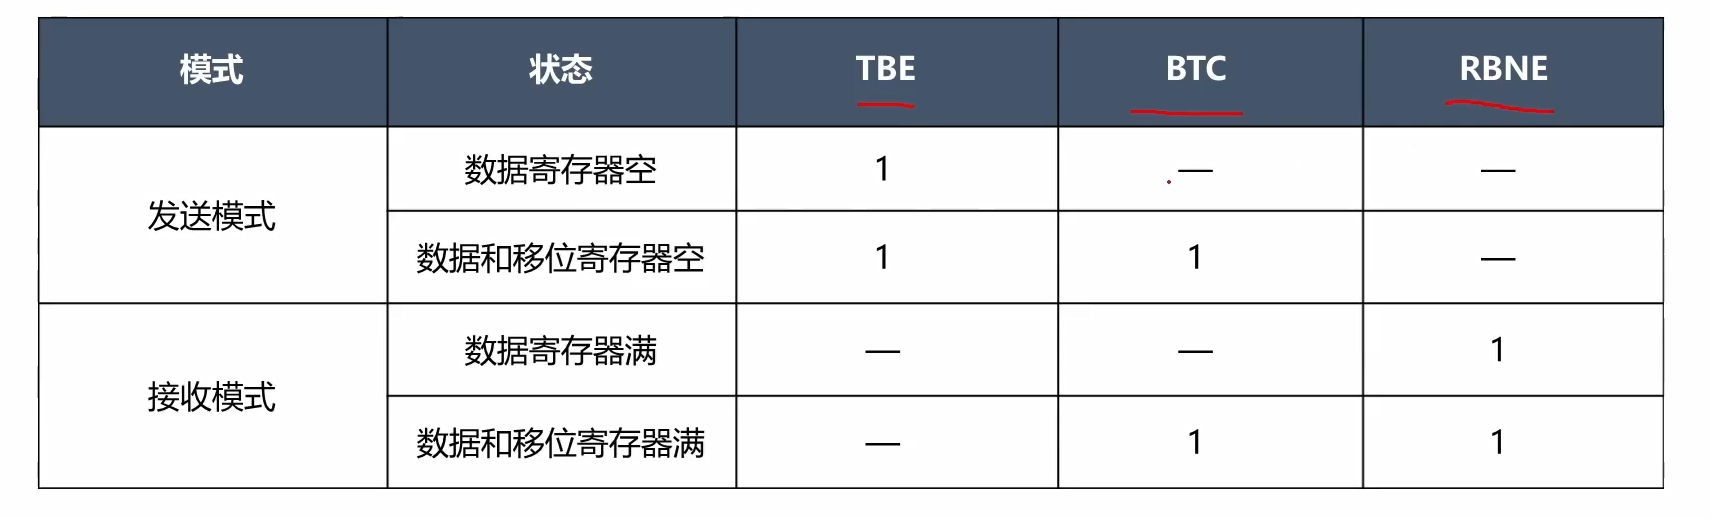 模式 状态 TBE BTC RBNE
发送模式 数据寄存器空 1 — —
数据和移位寄存器空 1 1 —
接收模式 数据寄存器满 — — 1
数据和移位寄存器满 — 1 1